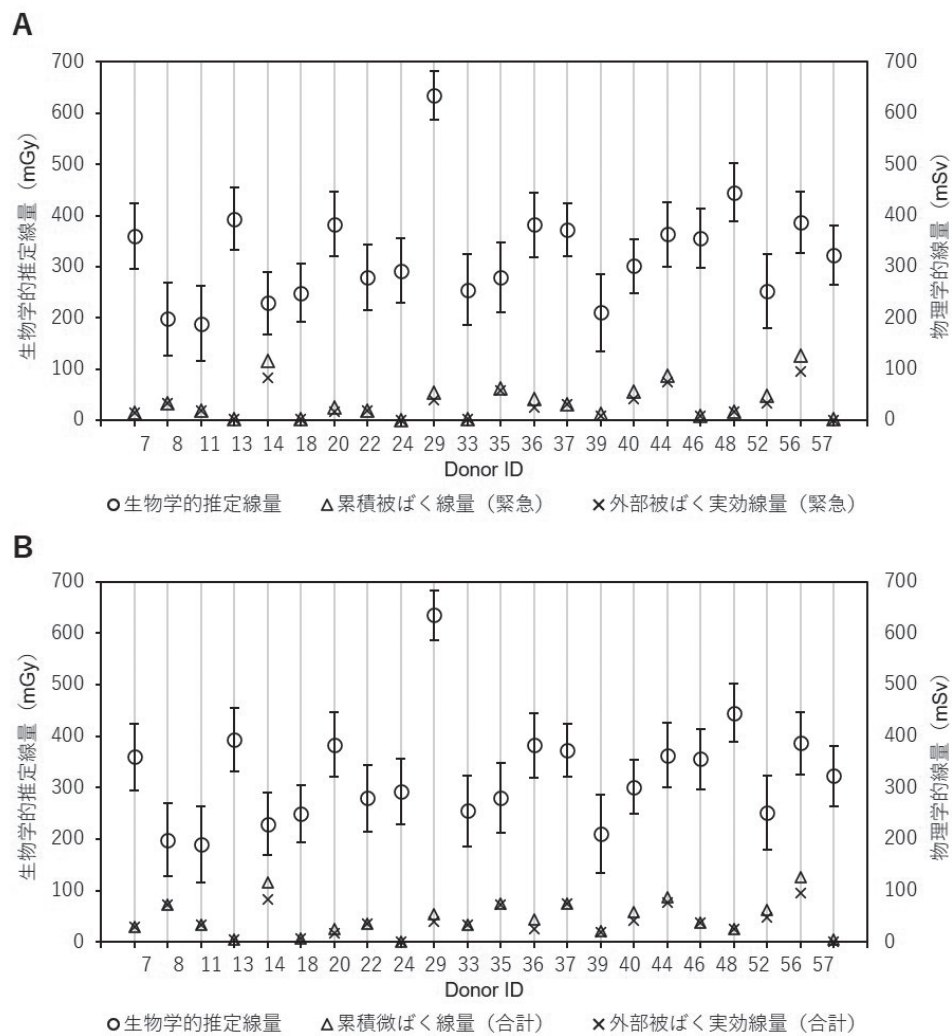 A
生物学的推定線量（mGy）
700
600
500
400
300
200
100
0
700
600
500
400
300
200
100
0
物理学的線量（mSv）
7 8 11 13 14 18 20 22 24 29 33 35 36 37 39 40 44 46 48 52 56 57
Donor ID
○生物学的推定線量 △累積被ばく線量（緊急） ×外部被ばく実効線量（緊急）
B
生物学的推定線量（mGy）
700
600
500
400
300
200
100
0
700
600
500
400
300
200
100
0
物理学的線量（mSv）
7 8 11 13 14 18 20 22 24 29 33 35 36 37 39 40 44 46 48 52 56 57
Donor ID
○生物学的推定線量 △累積微ばく線量（合計） ×外部被ばく実効線量（合計）